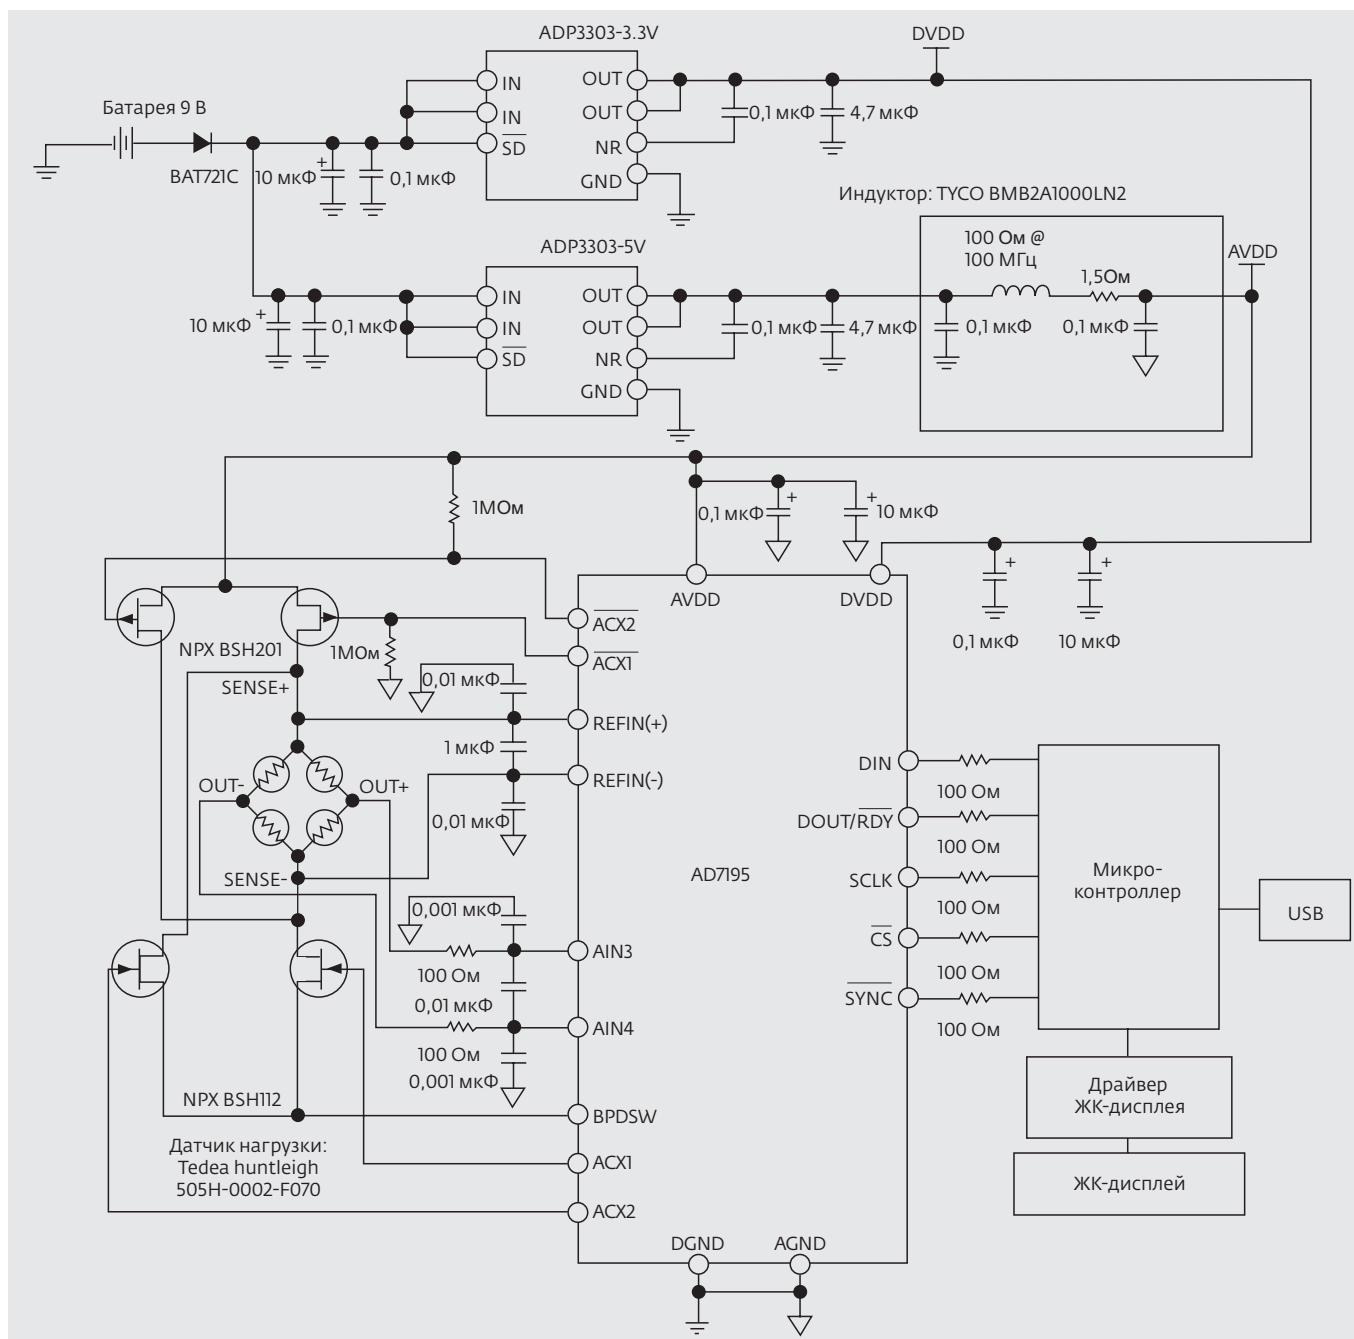 ADP3303-3.3V
DVDD
Батарея 9 В
BAT721C
10 мкФ
+
0,1 мкФ
IN
IN
SD
OUT
OUT
NR
GND
0,1 мкФ
4,7 мкФ
Индуктор: TYCO BMB2A1000LN2
ADP3303-5V
100 Ом @
100 МГц
1,5Ом
AVDD
10 мкФ
+
0,1 мкФ
IN
IN
SD
OUT
OUT
NR
GND
0,1 мкФ
4,7 мкФ
0,1 мкФ
0,1 мкФ
1МОм
0,1 мкФ
+
+
10 мкФ
+
+
0,1 мкФ
10 мкФ
AVDD
DVDD
ACX2
ACX1
NPX BSH201
1МОм
SENSE+
0,01 мкФ
REFIN(+)
1 мкФ
REFIN(-)
OUT-
OUT+
0,01 мкФ
SENSE-
0,001 мкФ
AIN3
100 Ом
0,01 мкФ
AIN4
100 Ом
0,001 мкФ
NPX BSH112
BPDSW
Датчик нагрузки:
Tedea huntleigh
505H-0002-F070
ACX1
ACX2
AD7195
DGND
AGND
DIN
100 Ом
DOUT/RDY
100 Ом
SCLK
100 Ом
CS
100 Ом
SYNC
100 Ом
Микро-
контроллер
USB
Драйвер
ЖК-дисплея
ЖК-дисплей